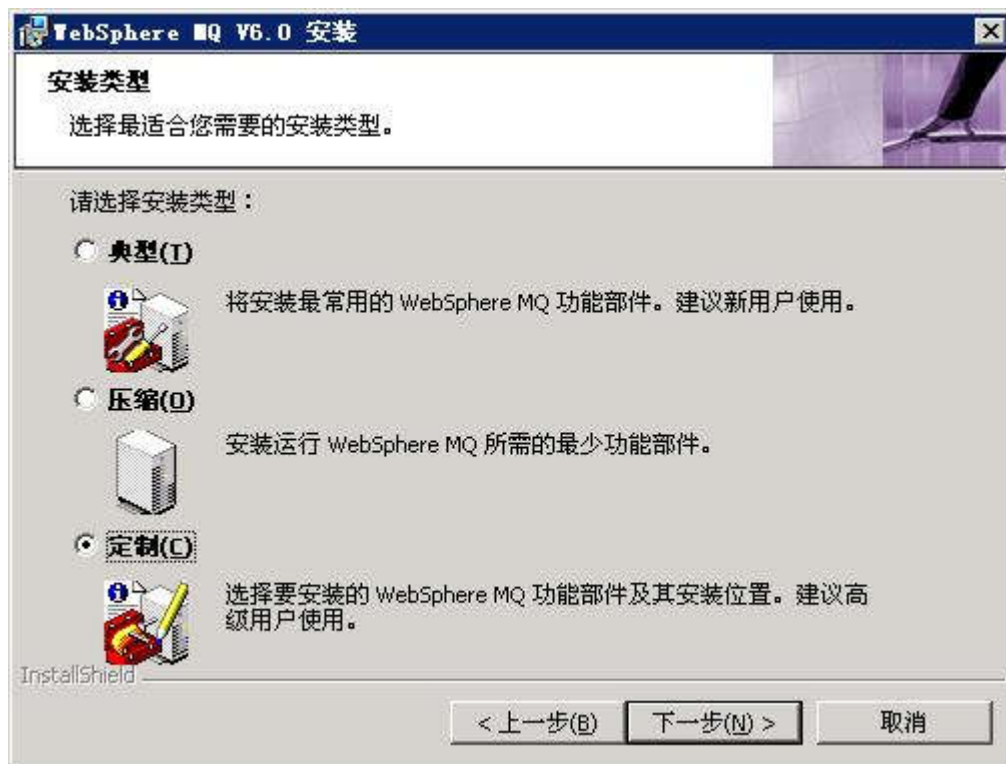 WebSphere MQ V6.0 安装
安装类型
选择最适合您需要的安装类型。
请选择安装类型：
典型(T)
将安装最常用的 WebSphere MQ 功能部件。建议新用户使用。
压缩(O)
安装运行 WebSphere MQ 所需的最少功能部件。
定制(C)
选择要安装的 WebSphere MQ 功能部件及其安装位置。建议高
级用户使用。
InstallShield
<上一步(B) 下一步(N) > 取消